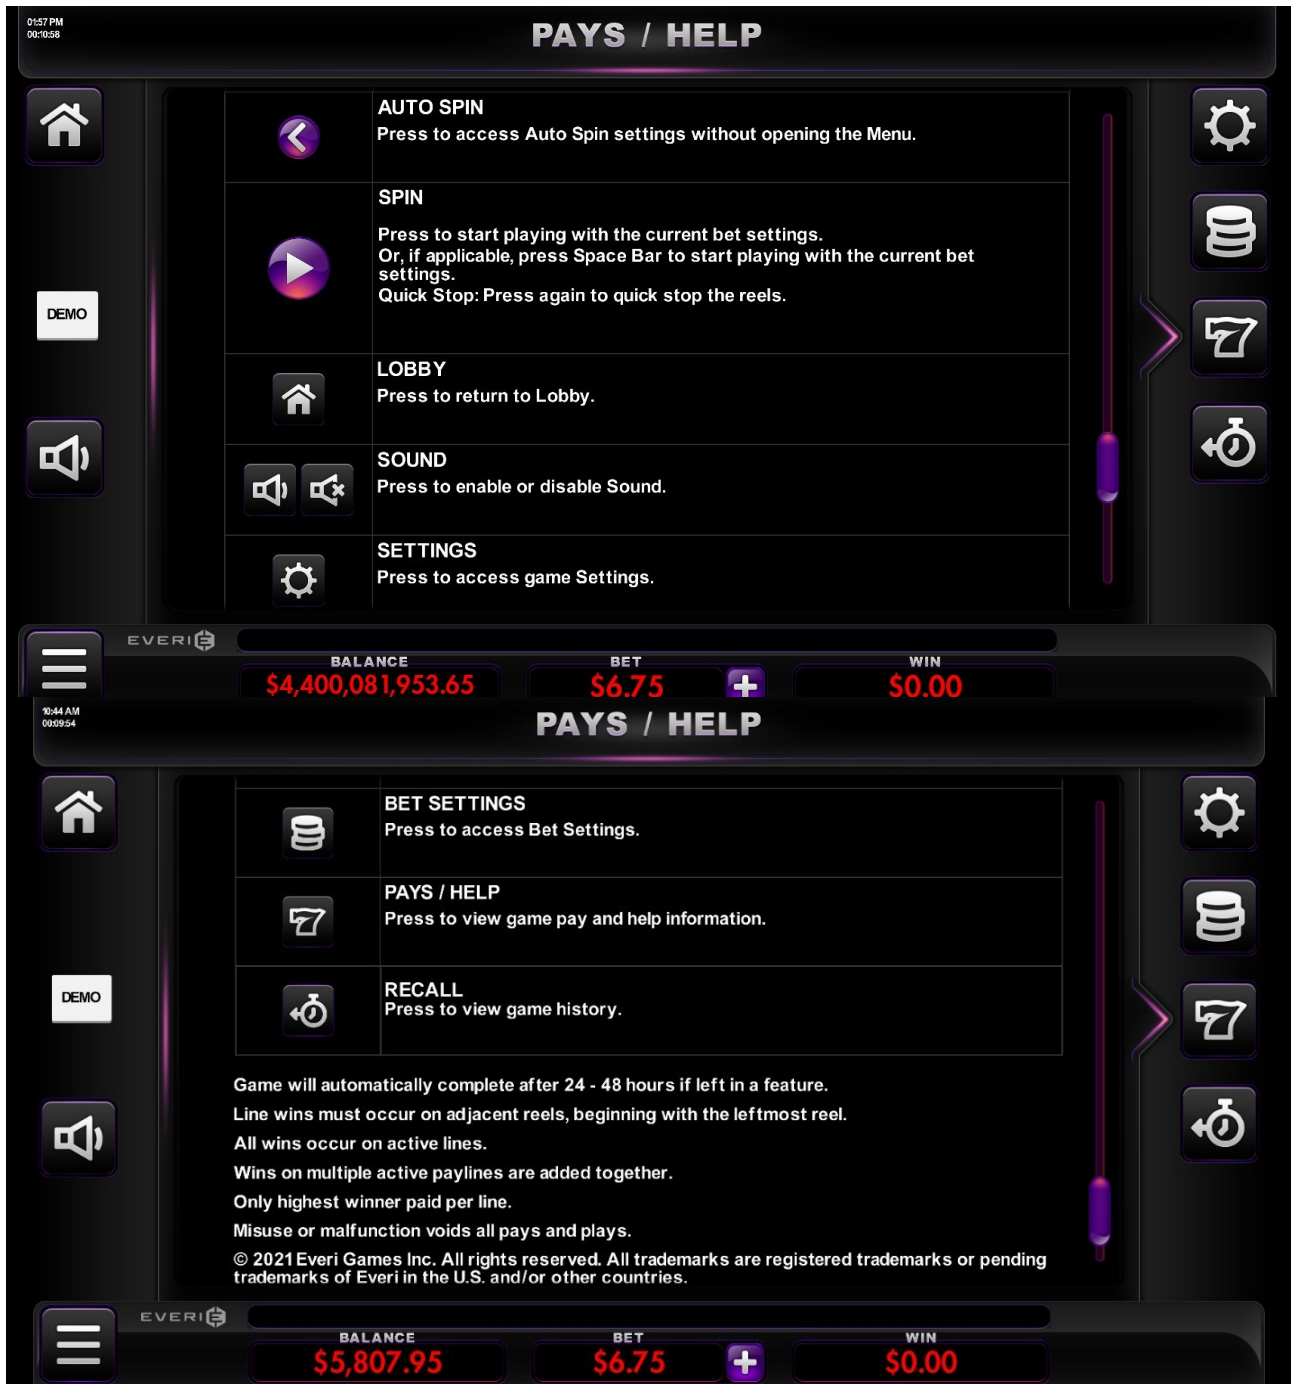 01:57 PM
00:10:58
PAYS / HELP
AUTO SPIN
Press to access Auto Spin settings without opening the Menu.
SPIN
Press to start playing with the current bet settings.
Or, if applicable, press Space Bar to start playing with the current bet
settings.
Quick Stop: Press again to quick stop the reels.
DEMO
LOBBY
Press to return to Lobby.
SOUND
Press to enable or disable Sound.
SETTINGS
Press to access game Settings.
EVERI
BALANCE
BET
WIN
$4,400,081,953.65
$6.75
$0.00
10:44 AM
00:09:54
PAYS / HELP
BET SETTINGS
Press to access Bet Settings.
PAYS / HELP
Press to view game pay and help information.
DEMO
RECALL
Press to view game history.
Game will automatically complete after 24 - 48 hours if left in a feature.
Line wins must occur on adjacent reels, beginning with the leftmost reel.
All wins occur on active lines.
Wins on multiple active paylines are added together.
Only highest winner paid per line.
Misuse or malfunction voids all pays and plays.
© 2021 Everi Games Inc. All rights reserved. All trademarks are registered trademarks or pending
trademarks of Everi in the U.S. and/or other countries.
EVERI
BALANCE
BET
WIN
$5,807.95
$6.75
$0.00